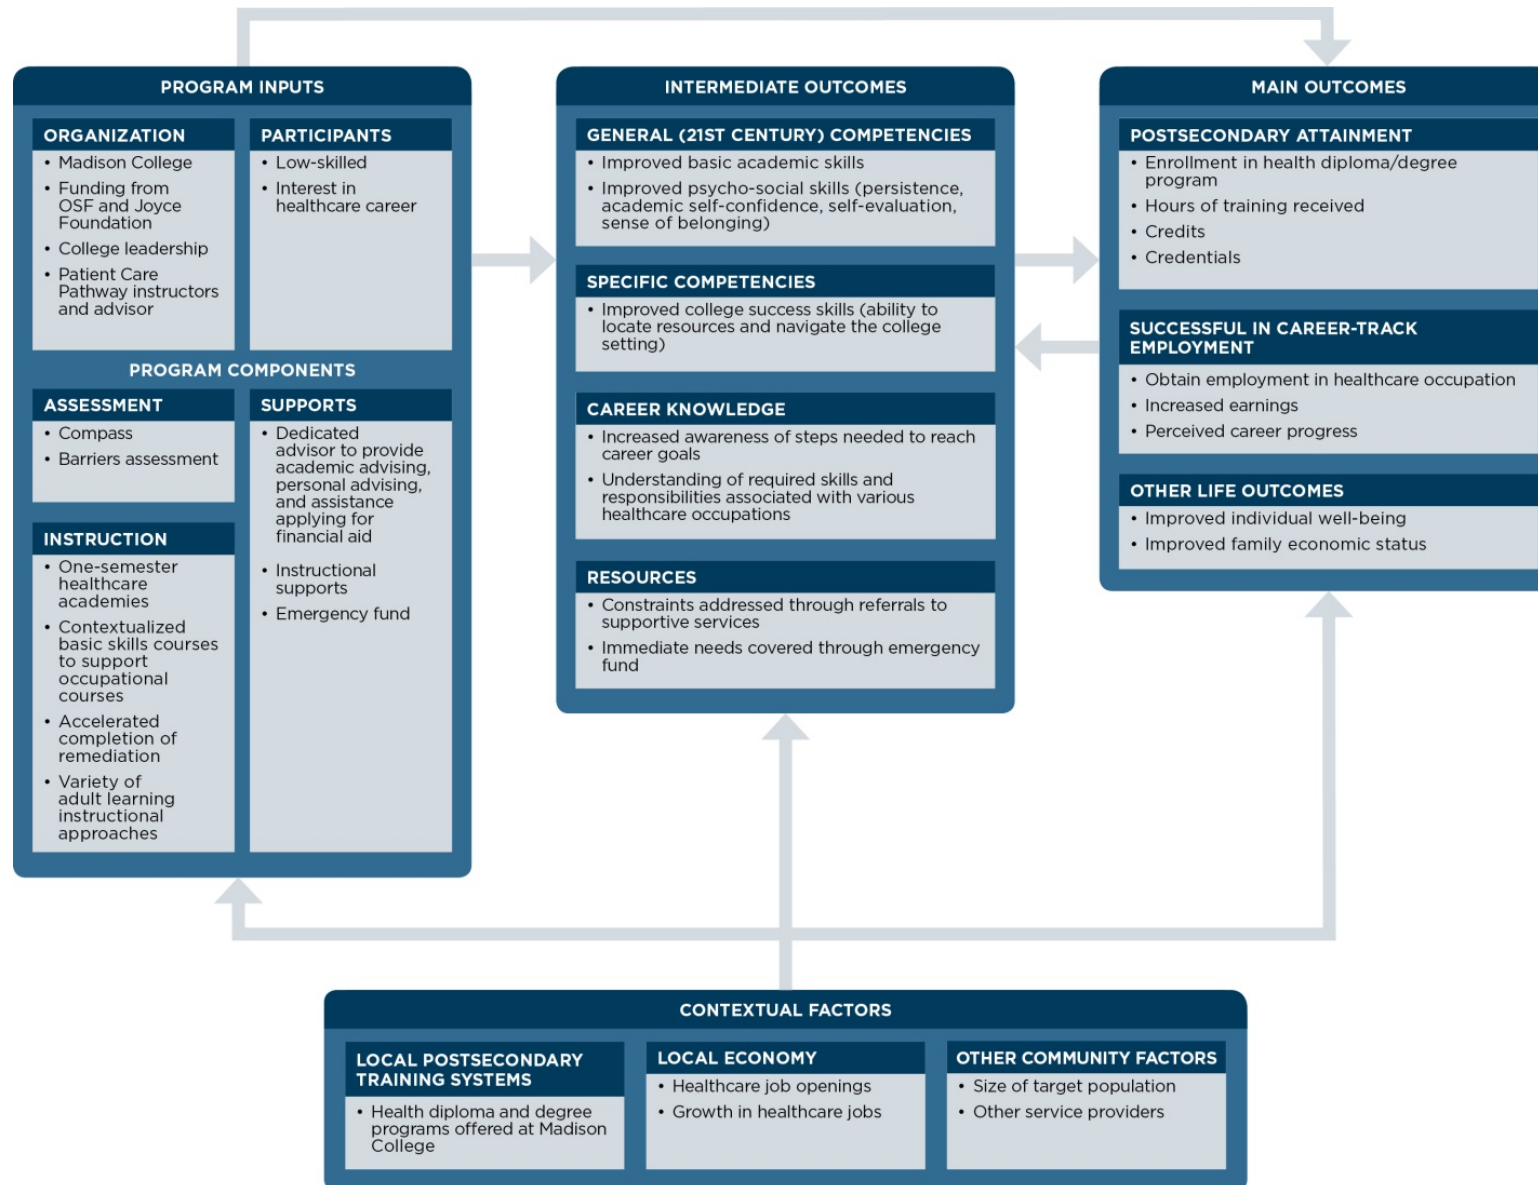 PROGRAM INPUTS
ORGANIZATION
• Madison College
• Funding from
OSF and Joyce
Foundation
• College leadership
• Patient Care
Pathway instructors
and advisor
PARTICIPANTS
• Low-skilled
• Interest in
healthcare career
PROGRAM COMPONENTS
ASSESSMENT
• Compass
• Barriers assessment
INSTRUCTION
• One-semester
healthcare
academies
• Contextualized
basic skills courses
to support
occupational
courses
• Accelerated
completion of
remediation
• Variety of
adult learning
instructional
approaches
SUPPORTS
• Dedicated
advisor to provide
academic advising,
personal advising,
and assistance
applying for
financial aid
• Instructional
supports
• Emergency fund
INTERMEDIATE OUTCOMES
GENERAL (21ST CENTURY) COMPETENCIES
• Improved basic academic skills
• Improved psycho-social skills (persistence,
academic self-confidence, self-evaluation,
sense of belonging)
SPECIFIC COMPETENCIES
• Improved college success skills (ability to
locate resources and navigate the college
setting)
CAREER KNOWLEDGE
• Increased awareness of steps needed to reach
career goals
• Understanding of required skills and
responsibilities associated with various
healthcare occupations
RESOURCES
• Constraints addressed through referrals to
supportive services
• Immediate needs covered through emergency
fund
MAIN OUTCOMES
POSTSECONDARY ATTAINMENT
• Enrollment in health diploma/degree
program
• Hours of training received
• Credits
• Credentials
SUCCESSFUL IN CAREER-TRACK
EMPLOYMENT
• Obtain employment in healthcare occupation
• Increased earnings
• Perceived career progress
OTHER LIFE OUTCOMES
• Improved individual well-being
• Improved family economic status
CONTEXTUAL FACTORS
LOCAL POSTSECONDARY
TRAINING SYSTEMS
• Health diploma and degree
programs offered at Madison
College
LOCAL ECONOMY
• Healthcare job openings
• Growth in healthcare jobs
OTHER COMMUNITY FACTORS
• Size of target population
• Other service providers